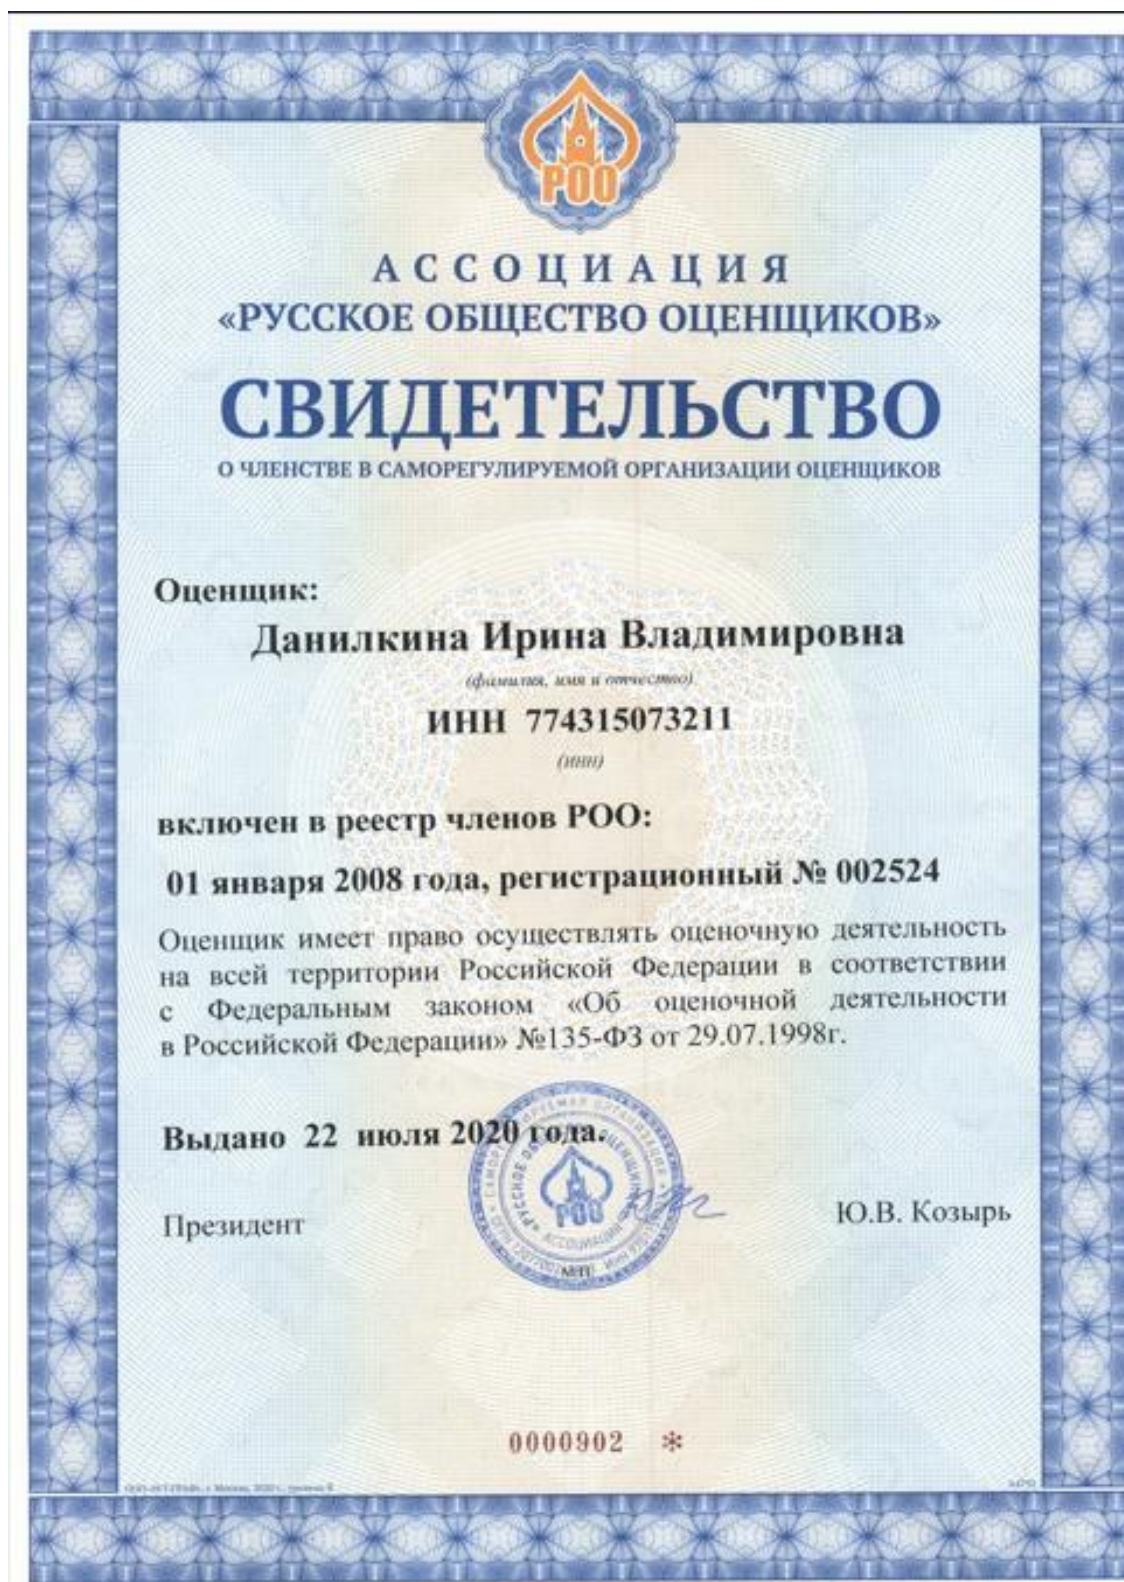 РОО
АССОЦИАЦИЯ
«РУССКОЕ ОБЩЕСТВО ОЦЕНЩИКОВ»
СВИДЕТЕЛЬСТВО
О ЧЛЕНСТВЕ В САМОРЕГУЛИРУЕМОЙ ОРГАНИЗАЦИИ ОЦЕНЩИКОВ
Оценщик:
Данилкина Ирина Владимировна
(фамилия, имя и отчество)
ИНН 774315073211
(инн)
включен в реестр членов РОО:
01 января 2008 года, регистрационный № 002524
Оценщик имеет право осуществлять оценочную деятельность
на всей территории Российской Федерации в соответствии
с Федеральным законом «Об оценочной деятельности
в Российской Федерации» №135-ФЗ от 29.07.1998г.
Выдано 22 июля 2020 года.
РОО
Президент
Ю.В. Козырь
МП
0000902 *